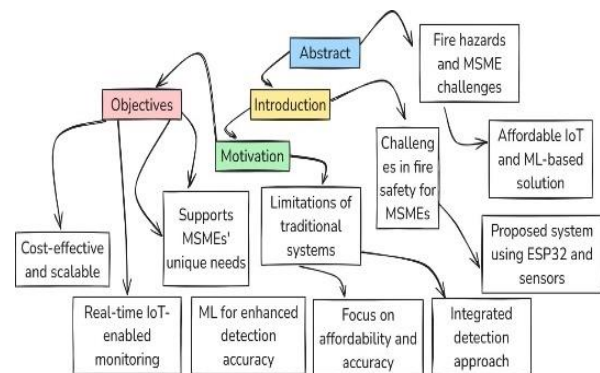 Abstract
Fire hazards
and MSME
challenges
Objectives
Introduction
Motivation
Challeng
es in fire
safety for
MSMEs
Affordable IoT
and ML-based
solution
Supports
MSMEs'
unique needs
Limitations of
traditional
systems
Cost-effective
and scalable
Proposed system
using ESP32 and
sensors
Real-time IoT-
enabled
monitoring
ML for enhanced
detection
accuracy
Focus on
affordability and
accuracy
Integrated
detection
approach